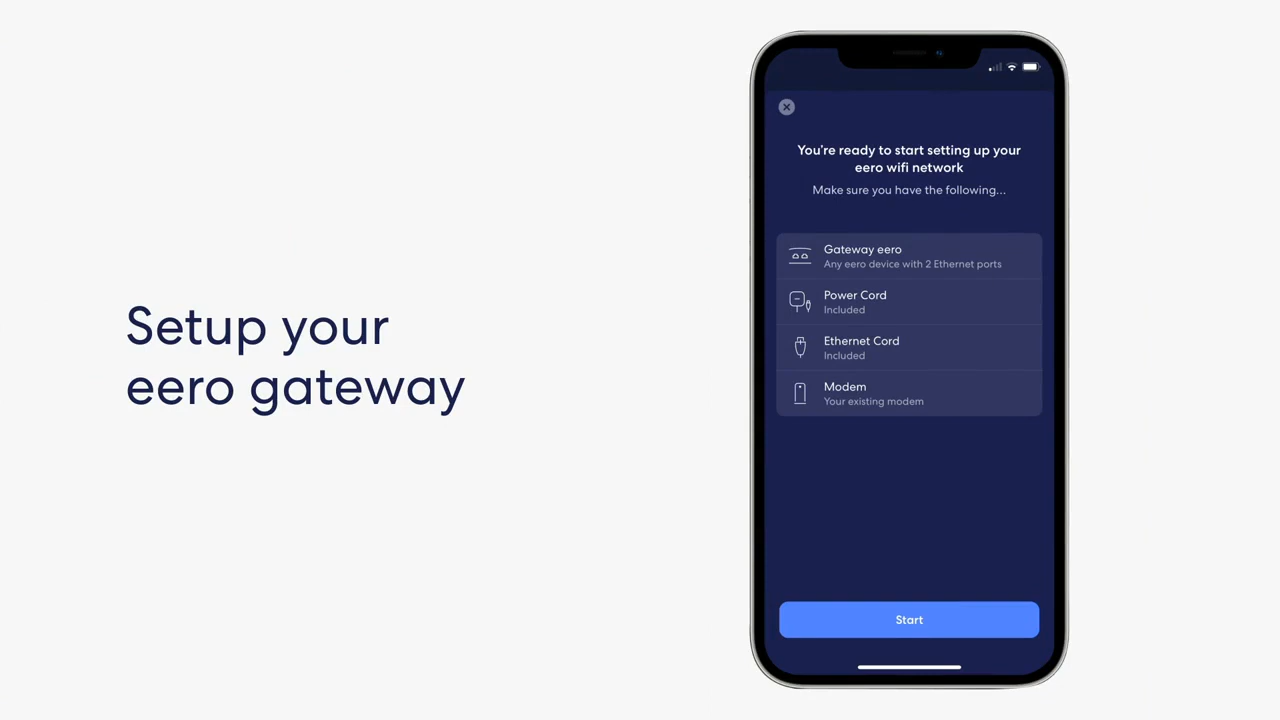 Setup your
eero gateway
You're ready to start setting up your
eero wifi network
Make sure you have the following...
Gateway eero
Any eero device with 2 Ethernet ports
Power Cord
Included
Ethernet Cord
Included
Modem
Your existing modem
Start